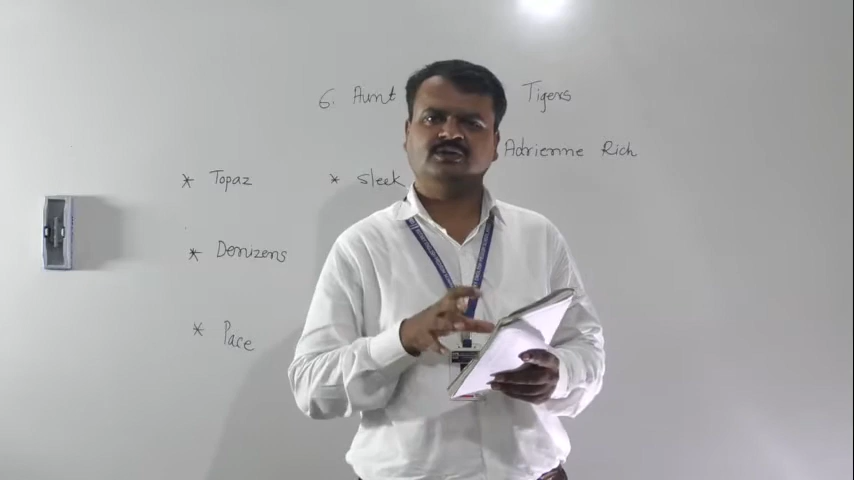 6. Aunt Tigers
Adrienne Rich
* Topaz * Sleek
* Denizens
* Pace